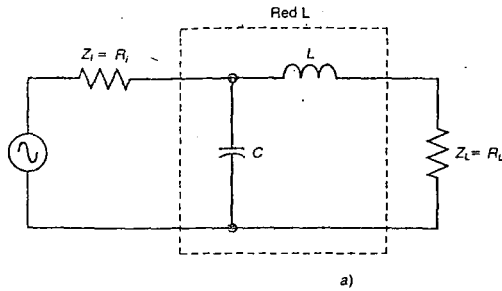 Red L
Z_i = R_i
L
C
Z_L = R_L
a)